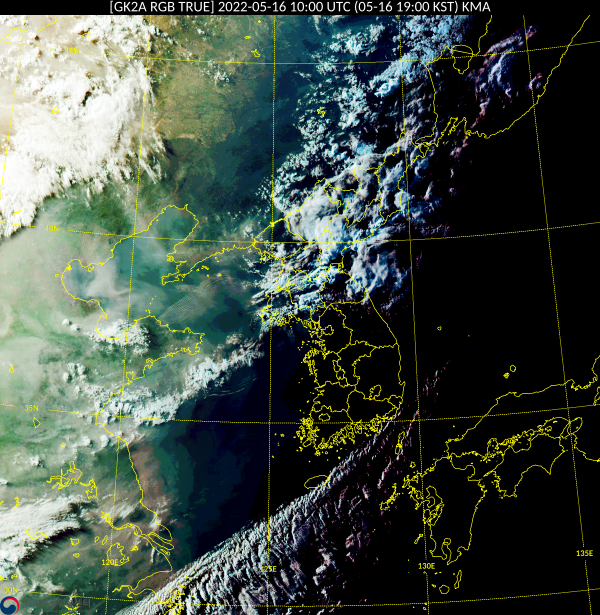 [GK2A RGB TRUE] 2022-05-16 10:00 UTC (05-16 19:00 KST) KMA
40N
35N
120E
125E
130E
135E